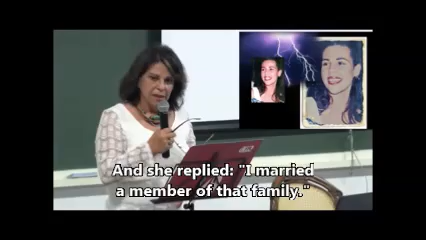 And she replied: "I married
a member of that family."